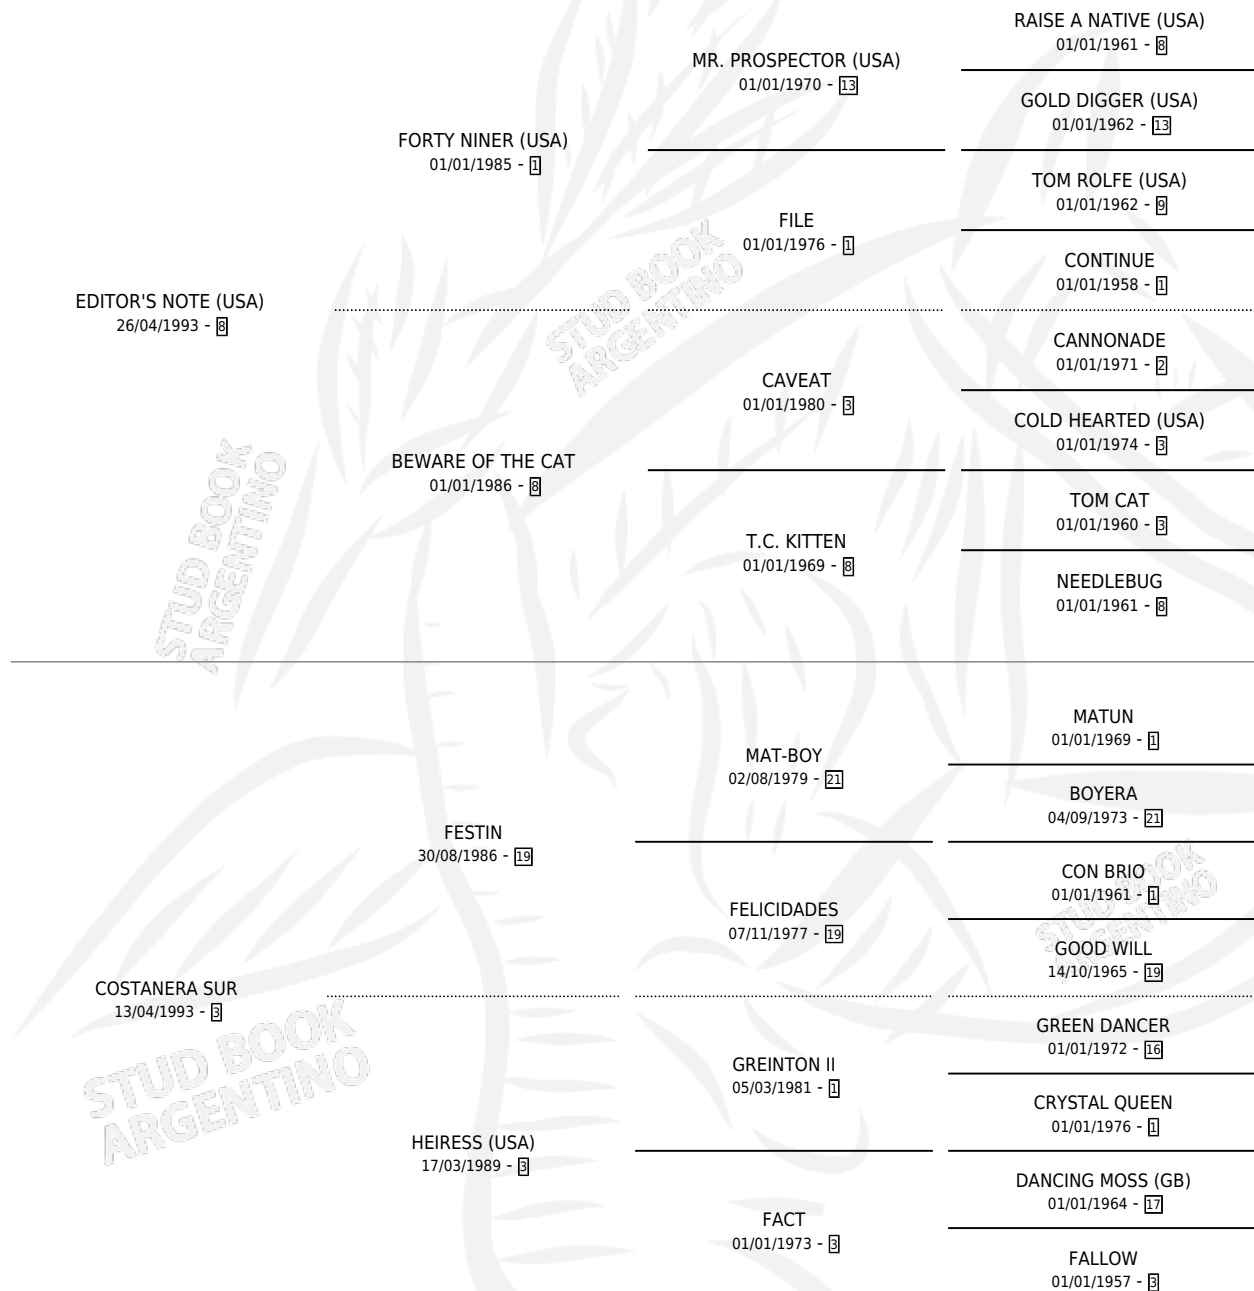 RAISE A NATIVE (USA)
01/01/1961 - 8
MR. PROSPECTOR (USA)
01/01/1970 - 13
GOLD DIGGER (USA)
01/01/1962 - 13
FORTY NINER (USA)
01/01/1985 - 1
TOM ROLFE (USA)
01/01/1962 - 9
FILE
01/01/1976 - 1
CONTINUE
01/01/1958 - 1
EDITOR'S NOTE (USA)
26/04/1993 - 8
CANNONADE
01/01/1971 - 2
CAVEAT
01/01/1980 - 3
COLD HEARTED (USA)
01/01/1974 - 3
BEWARE OF THE CAT
01/01/1986 - 8
TOM CAT
01/01/1960 - 3
T.C. KITTEN
01/01/1969 - 8
NEEDLEBUG
01/01/1961 - 8
MATUN
01/01/1969 - 1
MAT-BOY
02/08/1979 - 21
BOYERA
04/09/1973 - 21
FESTIN
30/08/1986 - 19
CON BRIO
01/01/1961 - 1
FELICIDADES
07/11/1977 - 19
GOOD WILL
14/10/1965 - 19
COSTANERA SUR
13/04/1993 - 3
GREEN DANCER
01/01/1972 - 16
GREINTON II
05/03/1981 - 1
CRYSTAL QUEEN
01/01/1976 - 1
HEIRESS (USA)
17/03/1989 - 3
DANCING MOSS (GB)
01/01/1964 - 17
FACT
01/01/1973 - 3
FALLOW
01/01/1957 - 3
STUD BOOK
ARGENTINO
STUD BOOK
ARGENTINO
STUD BOOK
ARGENTINO
STUD BOOK
ARGENTINO